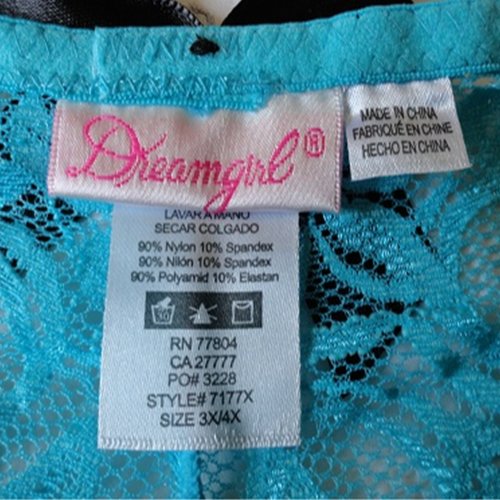 Dreamgirl®
MADE IN CHINA
FABRIQUÉ EN CHINE
HECHO EN CHINA
LAVAR A MANO
SECAR COLGADO
90% Nylon 10% Spandex
90% Nilón 10% Spandex
90% Polyamid 10% Elastan
RN 77804
CA 27777
PO# 3228
STYLE# 7177X
SIZE 3X/4X